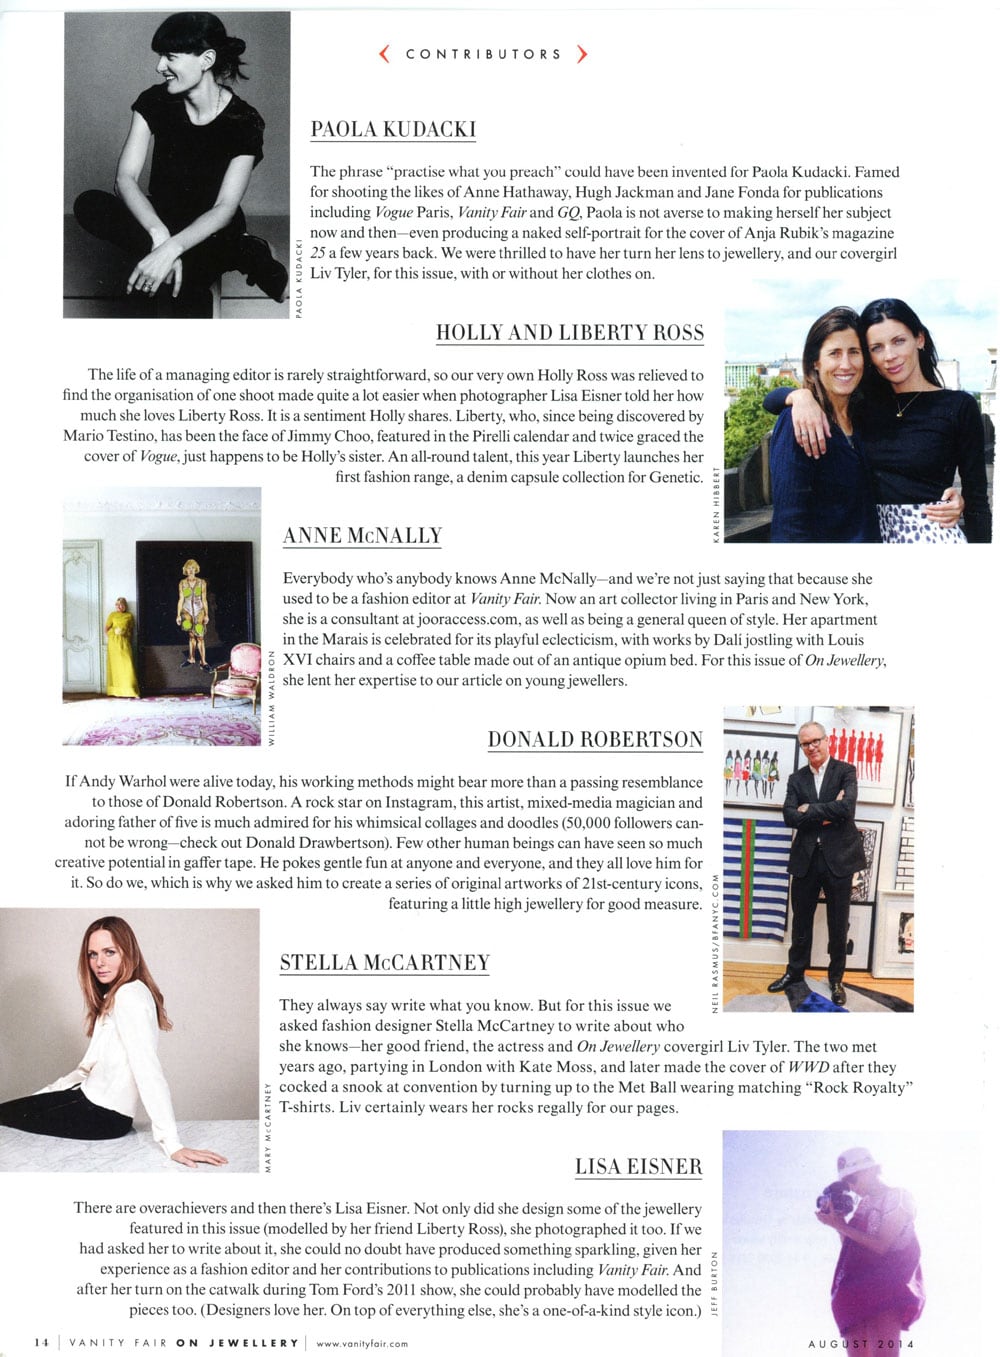 CONTRIBUTORS
PAOLA KUDACKI
The phrase “practise what you preach” could have been invented for Paola Kudacki. Famed
for shooting the likes of Anne Hathaway, Hugh Jackman and Jane Fonda for publications
including Vogue Paris, Vanity Fair and GQ, Paola is not averse to making herself her subject
now and then—even producing a naked self-portrait for the cover of Anja Rubik’s magazine
25 a few years back. We were thrilled to have her turn her lens to jewellery, and our covergirl
Liv Tyler, for this issue, with or without her clothes on.
PAOLA KUDACKI
HOLLY AND LIBERTY ROSS
The life of a managing editor is rarely straightforward, so our very own Holly Ross was relieved to
find the organisation of one shoot made quite a lot easier when photographer Lisa Eisner told her how
much she loves Liberty Ross. It is a sentiment Holly shares. Liberty, who, since being discovered by
Mario Testino, has been the face of Jimmy Choo, featured in the Pirelli calendar and twice graced the
cover of Vogue, just happens to be Holly’s sister. An all-round talent, this year Liberty launches her
first fashion range, a denim capsule collection for Genetic.
KAREN HIBBERT
ANNE McNALLY
Everybody who’s anybody knows Anne McNally—and we’re not just saying that because she
used to be a fashion editor at Vanity Fair. Now an art collector living in Paris and New York,
she is a consultant at jooraccess.com, as well as being a general queen of style. Her apartment
in the Marais is celebrated for its playful eclecticism, with works by Dalí jostling with Louis
XVI chairs and a coffee table made out of an antique opium bed. For this issue of On Jewellery,
she lent her expertise to our article on young jewellers.
WILLIAM WALDRON
DONALD ROBERTSON
If Andy Warhol were alive today, his working methods might bear more than a passing resemblance
to those of Donald Robertson. A rock star on Instagram, this artist, mixed-media magician and
adoring father of five is much admired for his whimsical collages and doodles (50,000 followers can-
not be wrong—check out Donald Drawbertson). Few other human beings can have seen so much
creative potential in gaffer tape. He pokes gentle fun at anyone and everyone, and they all love him for
it. So do we, which is why we asked him to create a series of original artworks of 21st-century icons,
featuring a little high jewellery for good measure.
NEIL RASMUS/BFANYC.COM
STELLA McCARTNEY
They always say write what you know. But for this issue we
asked fashion designer Stella McCartney to write about who
she knows—her good friend, the actress and On Jewellery covergirl Liv Tyler. The two met
years ago, partying in London with Kate Moss, and later made the cover of WWD after they
cocked a snook at convention by turning up to the Met Ball wearing matching “Rock Royalty”
T-shirts. Liv certainly wears her rocks regally for our pages.
MARY McCARTNEY
LISA EISNER
There are overachievers and then there’s Lisa Eisner. Not only did she design some of the jewellery
featured in this issue (modelled by her friend Liberty Ross), she photographed it too. If we
had asked her to write about it, she could no doubt have produced something sparkling, given her
experience as a fashion editor and her contributions to publications including Vanity Fair. And
after her turn on the catwalk during Tom Ford’s 2011 show, she could probably have modelled the
pieces too. (Designers love her. On top of everything else, she’s a one-of-a-kind style icon.)
JEFF BURTON
14 | VANITY FAIR ON JEWELLERY | www.vanityfair.com
AUGUST 2014